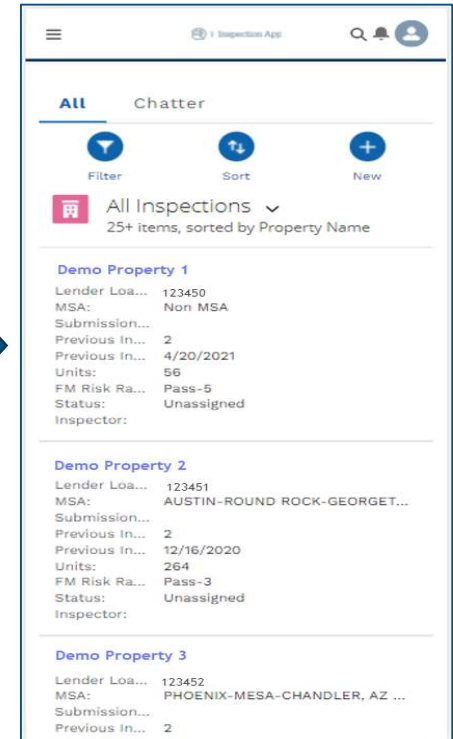 Inspection App
All Chatter
Filter Sort New
All Inspections
25+ items, sorted by Property Name
Demo Property 1
Lender Loa... 123450
MSA: Non MSA
Submission...
Previous In... 2
Previous In... 4/20/2021
Units: 56
FM Risk Ra... Pass-5
Status: Unassigned
Inspector:
Demo Property 2
Lender Loa... 123451
MSA: AUSTIN-ROUND ROCK-GEORGET...
Submission...
Previous In... 2
Previous In... 12/16/2020
Units: 264
FM Risk Ra... Pass-3
Status: Unassigned
Inspector:
Demo Property 3
Lender Loa... 123452
MSA: PHOENIX-MESA-CHANDLER, AZ ...
Submission...
Previous In... 2